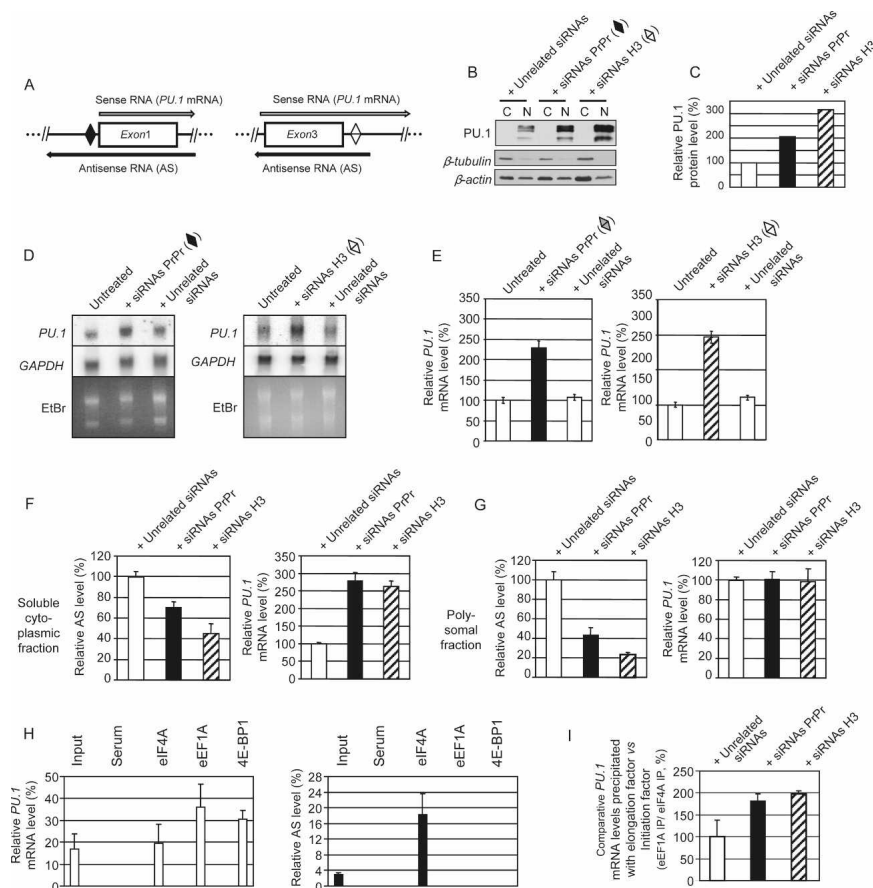 A
Sense RNA (PU.1 mRNA)
Exon1
Antisense RNA (AS)
Sense RNA (PU.1 mRNA)
Exon3
Antisense RNA (AS)
B
+ Unrelated siRNAs
+ siRNAs PrPr (♦)
+ siRNAs H3 (◊)
C N C N C N
PU.1
β-tubulin
β-actin
C
+ Unrelated siRNAs
+ siRNAs PrPr
+ siRNAs H3
Relative PU.1
protein level (%)
300
200
100
0
D
Untreated
+ siRNAs PrPr (♦)
+ Unrelated
siRNAs
PU.1
GAPDH
EtBr
Untreated
+ siRNAs H3 (◊)
+ Unrelated
siRNAs
PU.1
GAPDH
EtBr
E
Untreated
+ siRNAs PrPr (♦)
+ Unrelated
siRNAs
Relative PU.1
mRNA level (%)
350
300
250
200
150
100
50
0
Untreated
+ siRNAs H3 (◊)
+ Unrelated
siRNAs
Relative PU.1
mRNA level (%)
350
300
250
200
100
100
50
0
F
Soluble
cyto-
plasmic
fraction
+ Unrelated siRNAs
+ siRNAs PrPr
+ siRNAs H3
Relative AS level (%)
120
100
80
60
40
20
0
+ Unrelated siRNAs
+ siRNAs PrPr
+ siRNAs H3
Relative PU.1
mRNA level (%)
350
300
250
200
150
100
50
0
G
Poly-
somal
fraction
+ Unrelated siRNAs
+ siRNAs PrPr
+ siRNAs H3
Relative AS level (%)
120
100
80
60
40
20
0
+ Unrelated siRNAs
+ siRNAs PrPr
+ siRNAs H3
Relative PU.1
mRNA level (%)
120
100
80
60
40
20
0
H
Input
Serum
eIF4A
eEF1A
4E-BP1
Relative PU.1
mRNA level (%)
50
40
30
20
10
0
Input
Serum
eIF4A
eEF1A
4E-BP1
Relative AS level (%)
28
24
20
16
12
8
4
0
I
+ Unrelated
siRNAs
+ siRNAs PrPr
+ siRNAs H3
Comparative PU.1
mRNA levels precipitated
with elongation factor vs
Initiation factor
(eEF1A IP/ eIF4A IP, %)
250
200
150
100
50
0